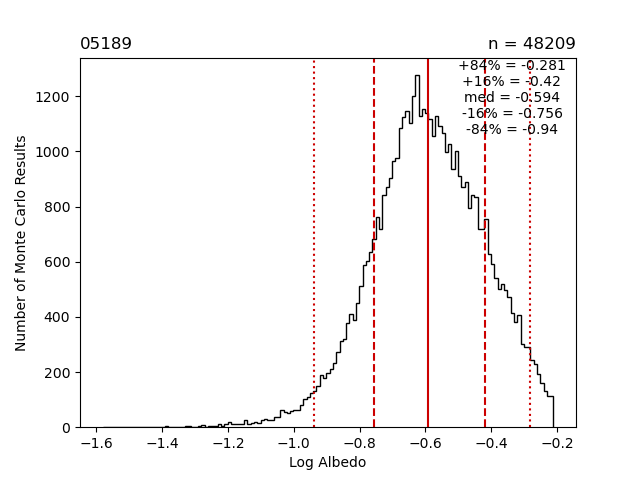 05189
n = 48209
+84% = -0.281
+16% = -0.42
med = -0.594
-16% = -0.756
-84% = -0.94
Number of Monte Carlo Results
1200
1000
800
600
400
200
0
−1.6 −1.4 −1.2 −1.0 −0.8 −0.6 −0.4 −0.2
Log Albedo